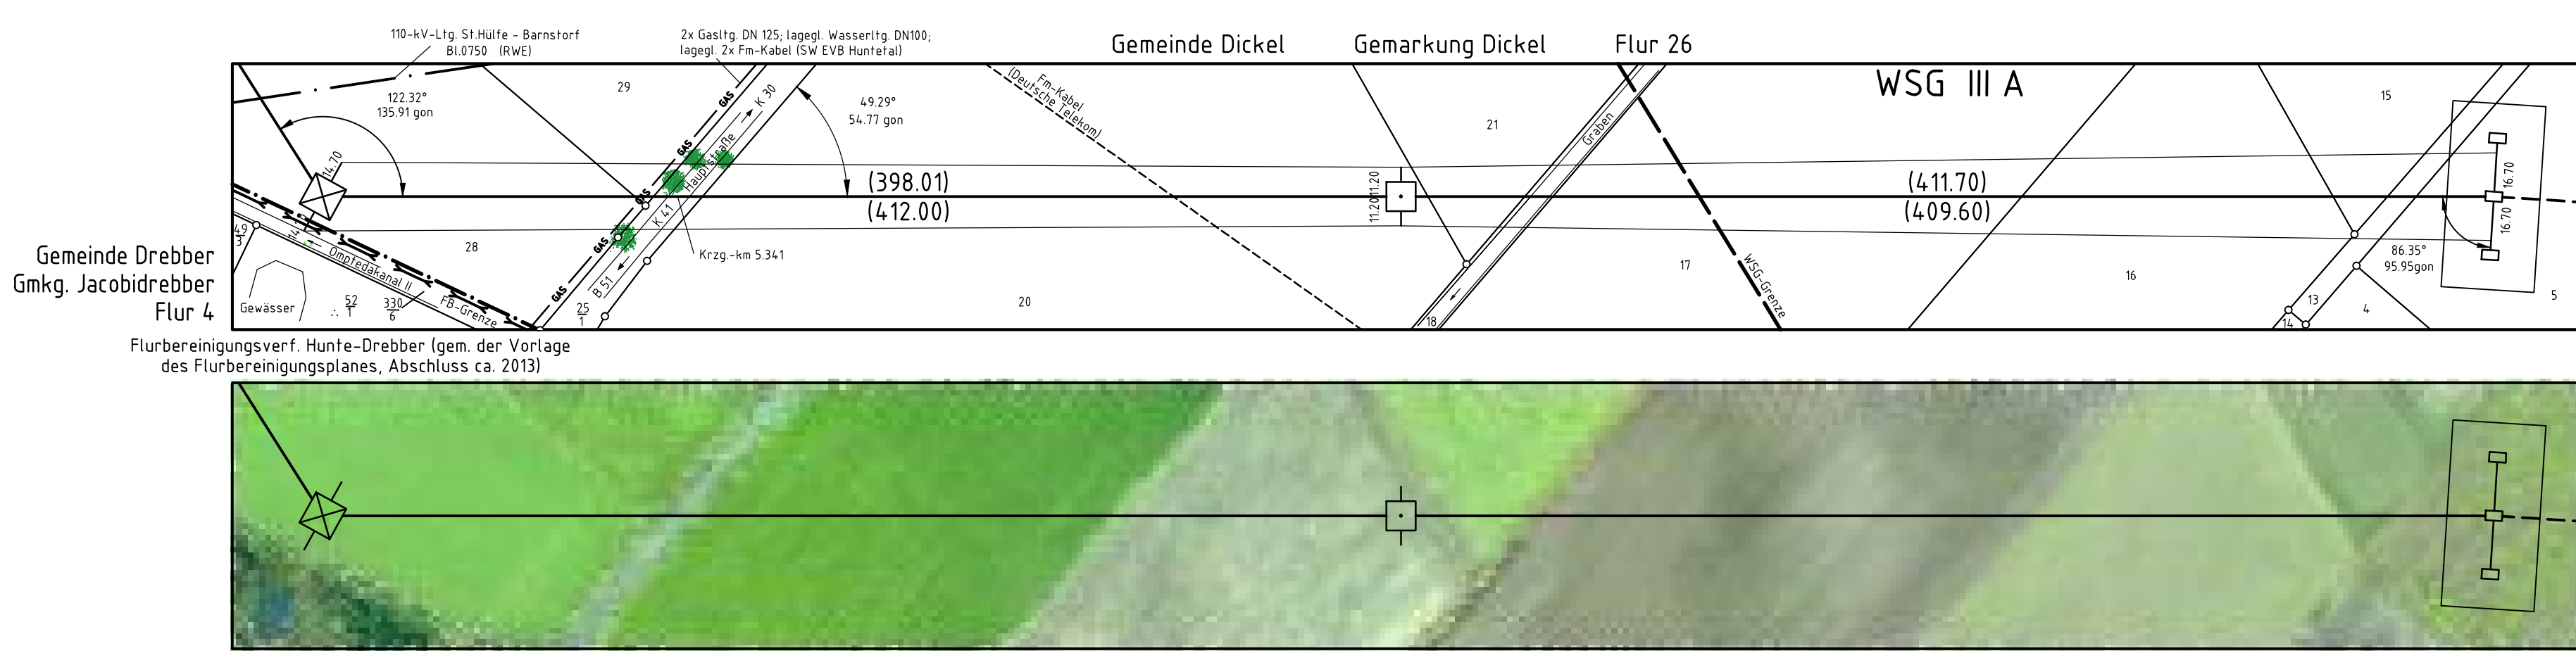 110-kV-Ltg. St.Hülfe - Barnstorf
Bl.0750 (RWE)
2x Gasltg. DN 125; lagegl. Wasserltg. DN100;
lagegl. 2x Fm-Kabel (SW EVB Huntetal)
Gemeinde Dickel
Gemarkung Dickel
Flur 26
122.32°
135.91 gon
29
GAS
K 30
49.29°
54.77 gon
Fm-Kabel
(Deutsche Telekom)
21
Graben
WSG III A
15
14.70
GAS
Hauptstraße
(398.01)
(412.00)
11.20
11.20
(411.70)
(409.60)
16.70
16.70
GAS
K 41
49
3
14
28
GAS
Krzg.-km 5.341
Gemeinde Drebber
Gmkg. Jacobidrebber
Flur 4
Omptedakanal II
Gewässer
52
1
330
6
FB-Grenze
GAS
B 51
25
1
20
18
17
WSG-Grenze
16
86.35°
95.95gon
13
14
4
5
Flurbereinigungsverf. Hunte-Drebber (gem. der Vorlage
des Flurbereinigungsplanes, Abschluss ca. 2013)